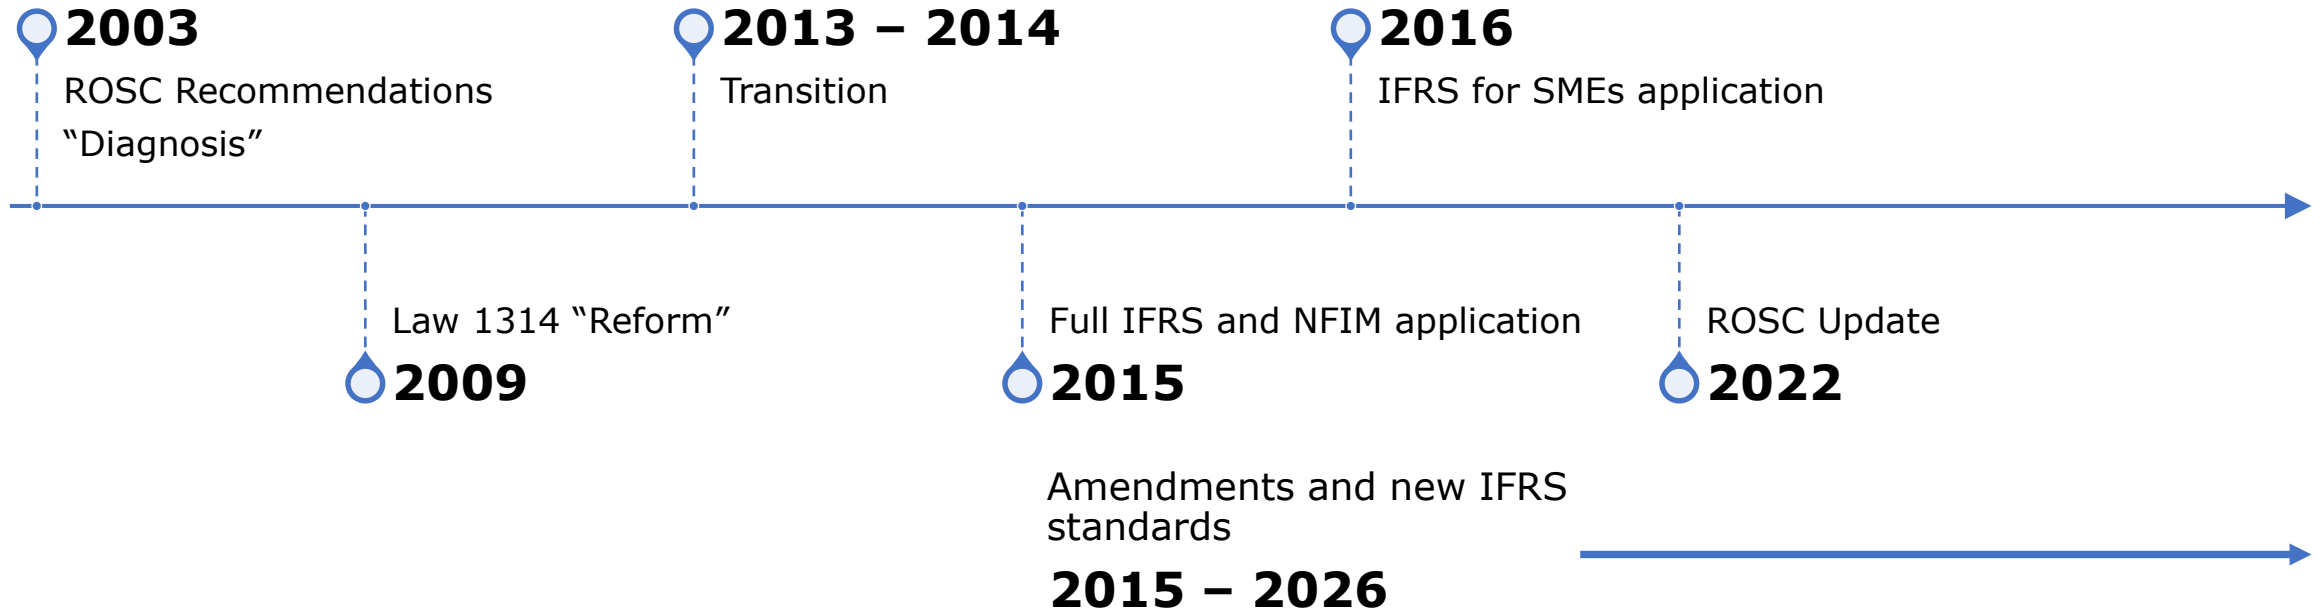 2003
ROSC Recommendations
“Diagnosis”
2013 – 2014
Transition
2016
IFRS for SMEs application
Law 1314 “Reform”
2009
Full IFRS and NFIM application
2015
ROSC Update
2022
Amendments and new IFRS
standards
2015 – 2026